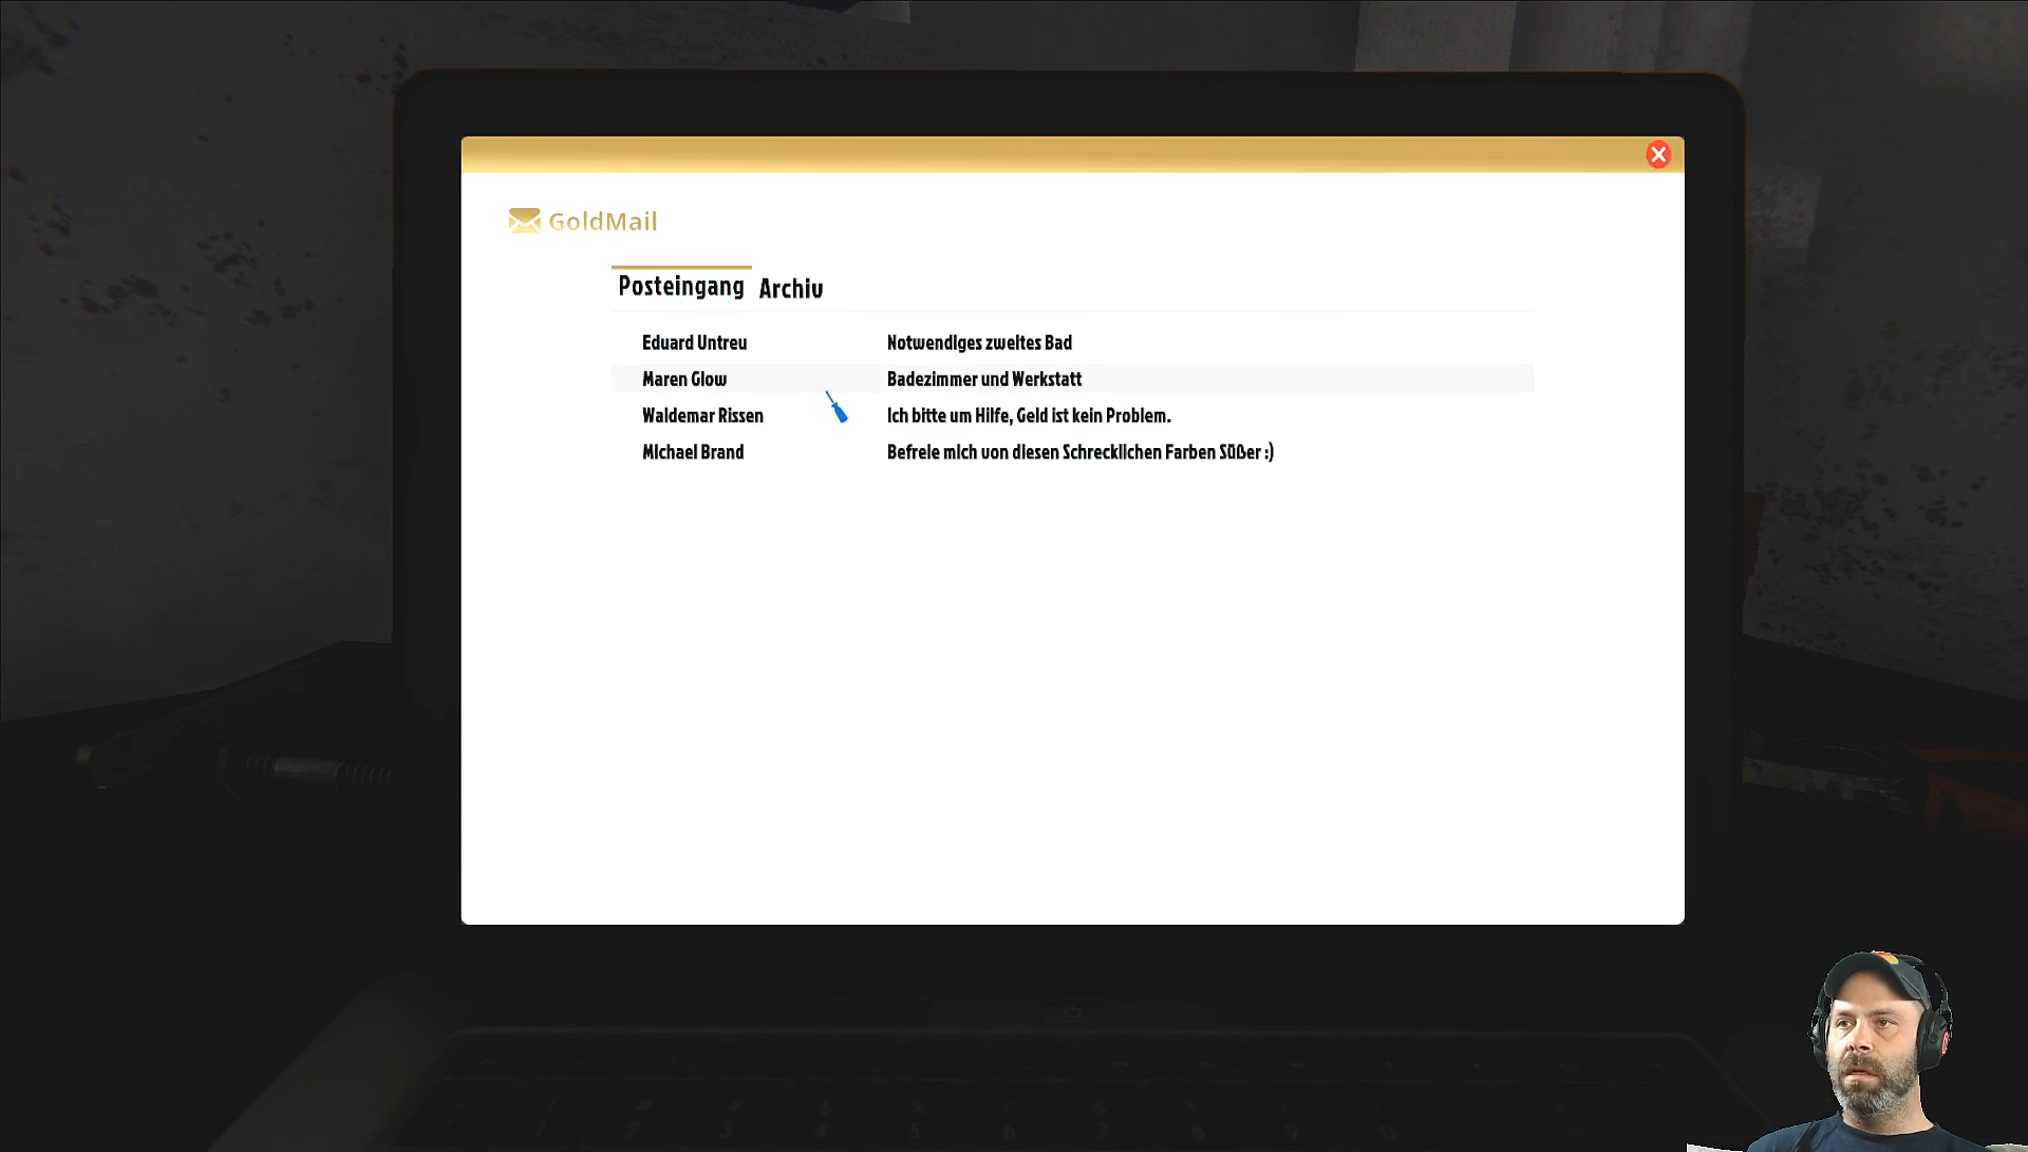 GoldMail
Posteingang Archiv
Eduard Untreu Notwendiges zweites Bad
Maren Glow Badezimmer und Werkstatt
Waldemar Rissen Ich bitte um Hilfe, Geld ist kein Problem.
Michael Brand Befreie mich von diesen Schrecklichen Farben Süßer :)